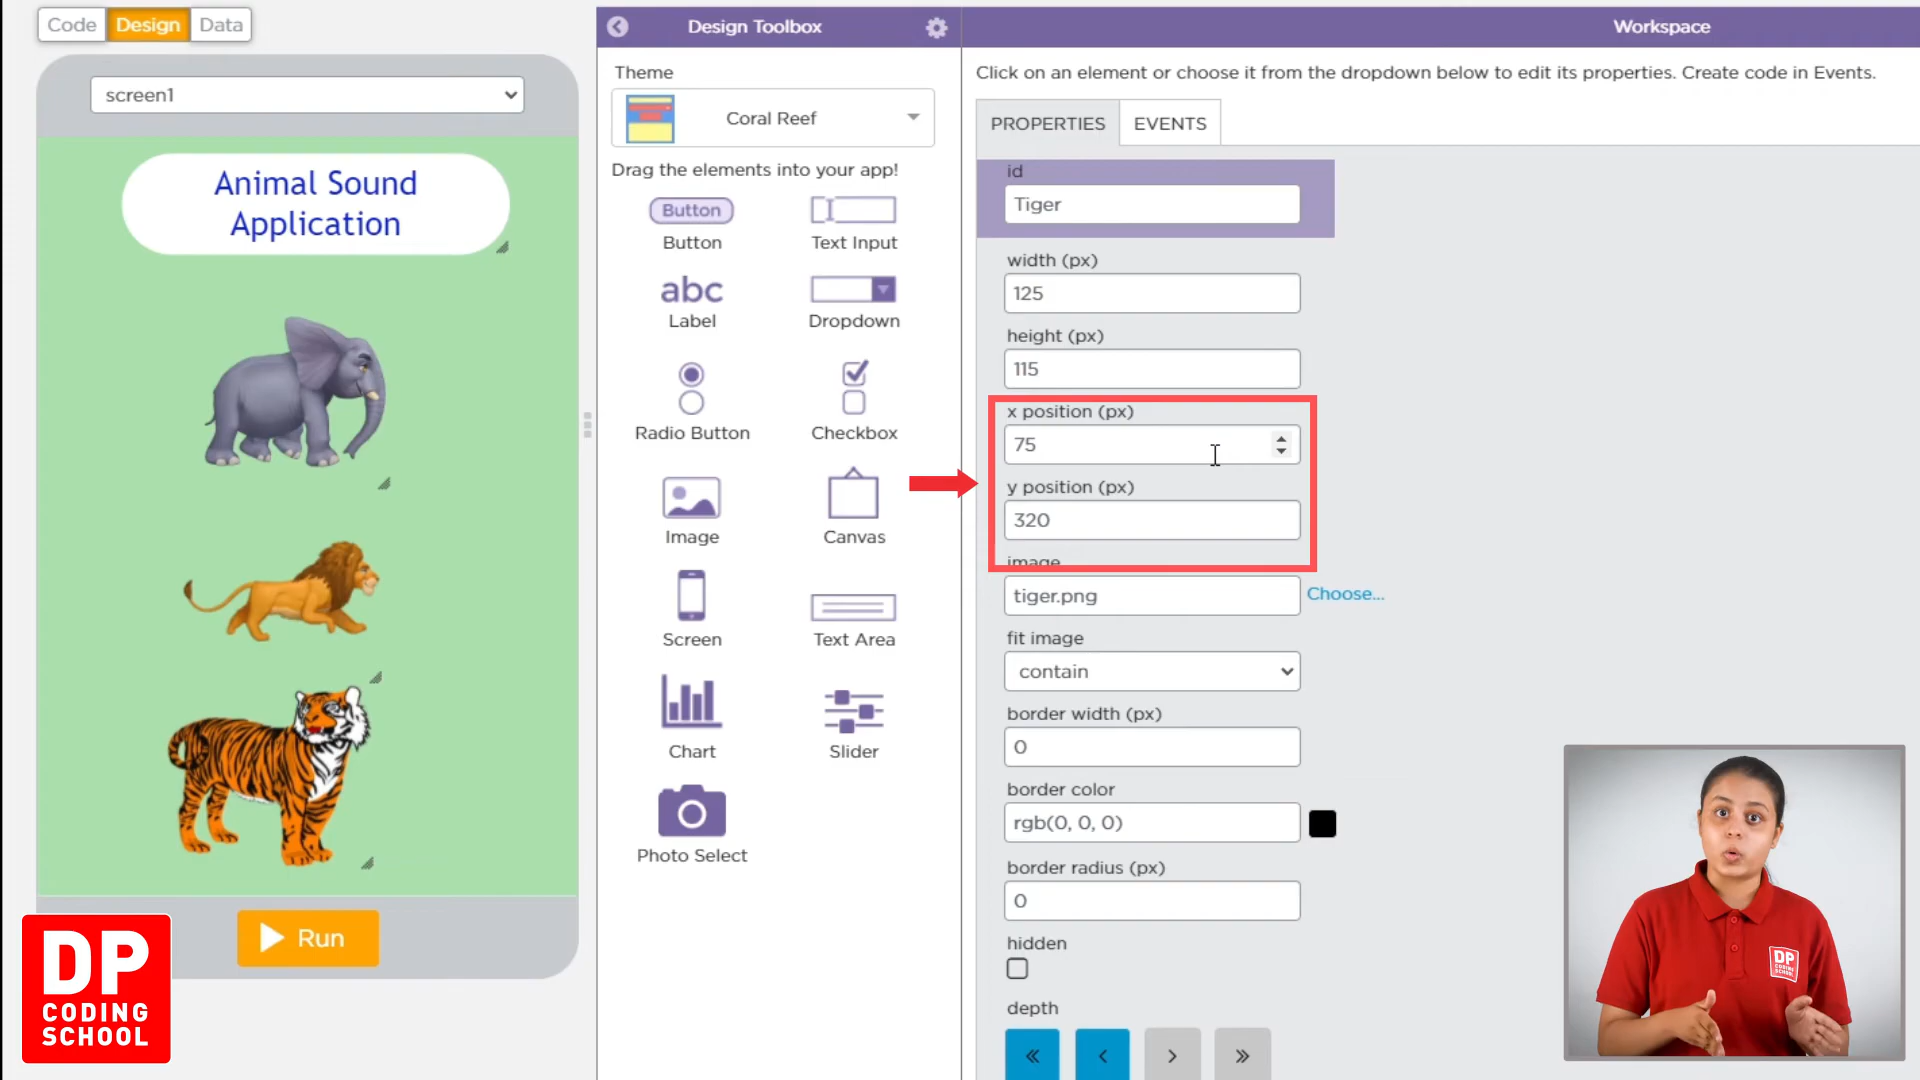 Code Design Data
screen1
Animal Sound
Application
Run
DP
CODING
SCHOOL
Design Toolbox
Theme
Coral Reef
Drag the elements into your app!
Button
Button
Text Input
abc
Label
Dropdown
Radio Button
Checkbox
Image
Canvas
Screen
Text Area
Chart
Slider
Photo Select
Workspace
Click on an element or choose it from the dropdown below to edit its properties. Create code in Events.
PROPERTIES EVENTS
id
Tiger
width (px)
125
height (px)
115
x position (px)
75
y position (px)
320
image
tiger.png Choose...
fit image
contain
border width (px)
0
border color
rgb(0, 0, 0)
border radius (px)
0
hidden
depth
DP
CODING
SCHOOL